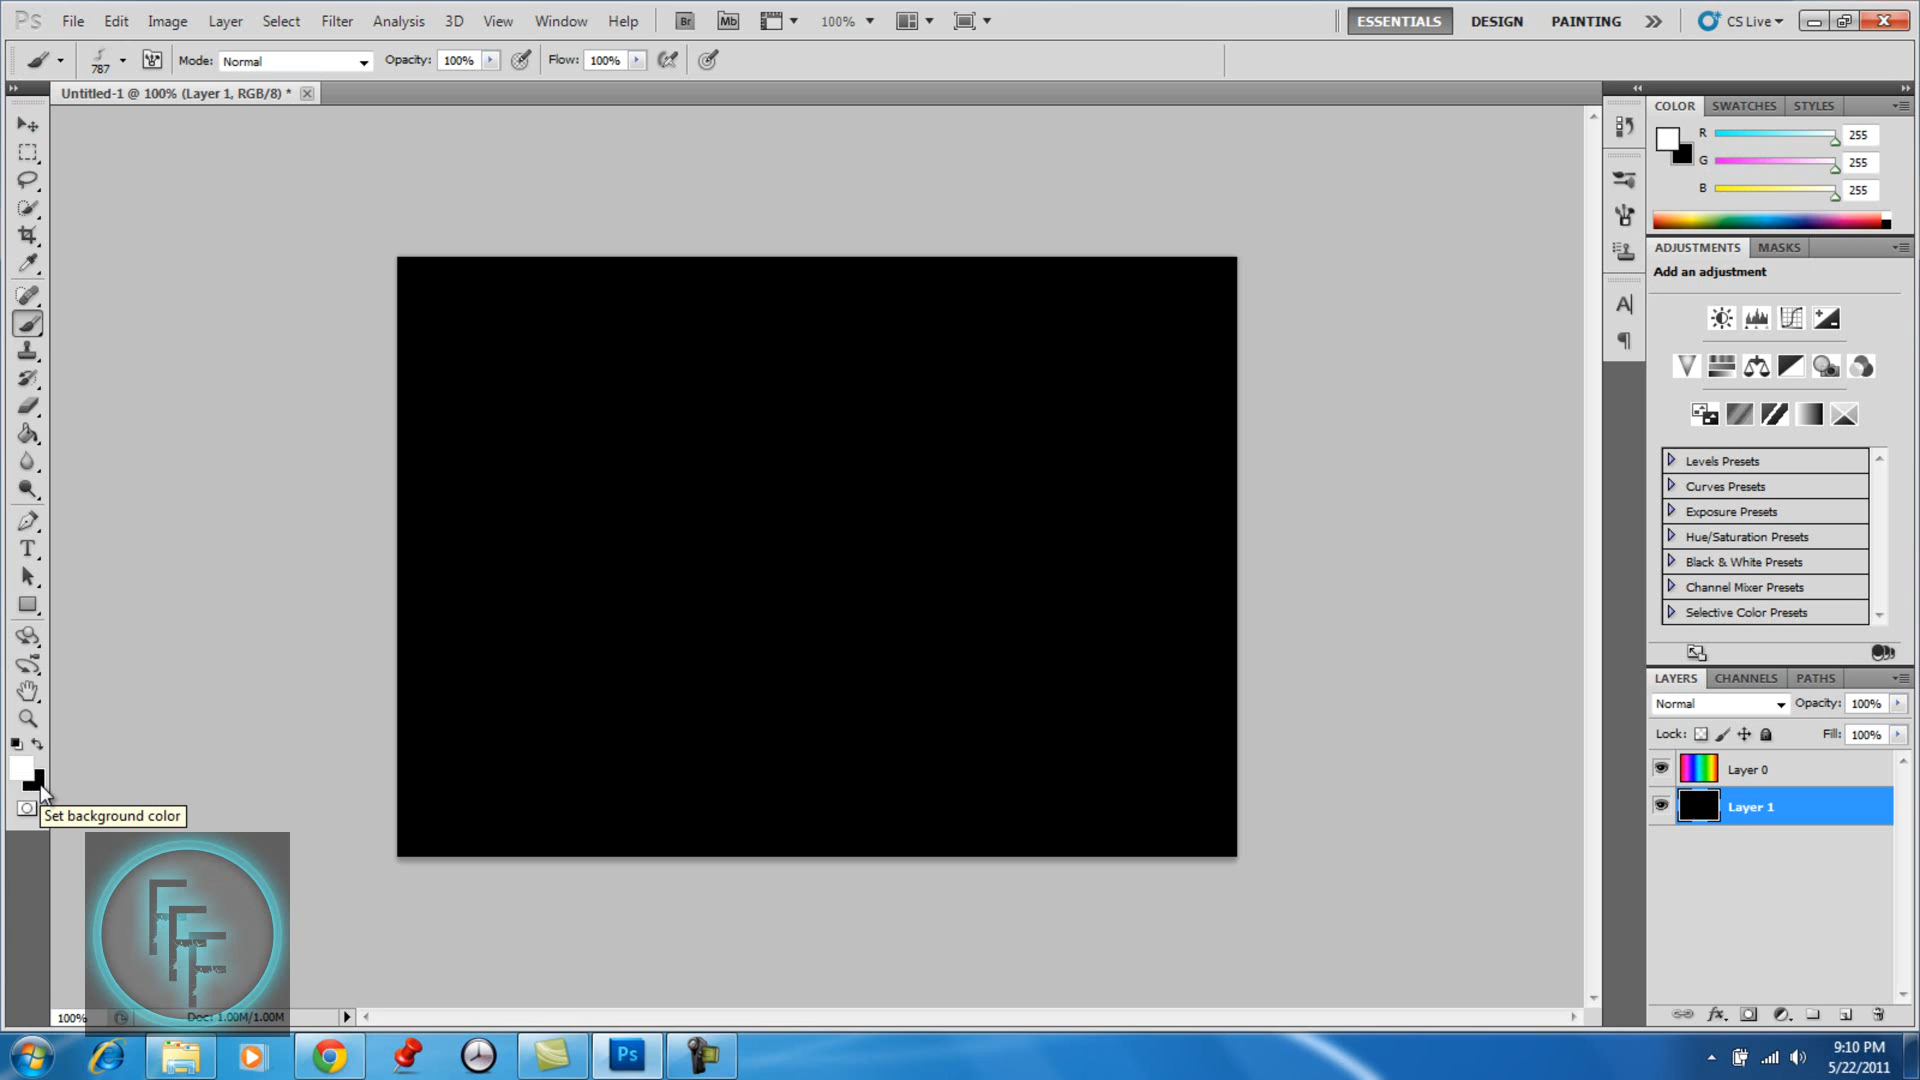 Ps File Edit Image Layer Select Filter Analysis 3D View Window Help Br Mb 100% ESSENTIALS DESIGN PAINTING CS Live
787 Mode: Normal Opacity: 100% Flow: 100%
Untitled-1 @ 100% (Layer 1, RGB/8) *
COLOR SWATCHES STYLES
R 255
G 255
B 255
ADJUSTMENTS MASKS
Add an adjustment
Levels Presets
Curves Presets
Exposure Presets
Hue/Saturation Presets
Black & White Presets
Channel Mixer Presets
Selective Color Presets
LAYERS CHANNELS PATHS
Normal Opacity: 100%
Lock: Fill: 100%
Layer 0
Layer 1
Set background color
FFF
100% Doc: 1.00M/1.00M
Ps
9:10 PM
5/22/2011